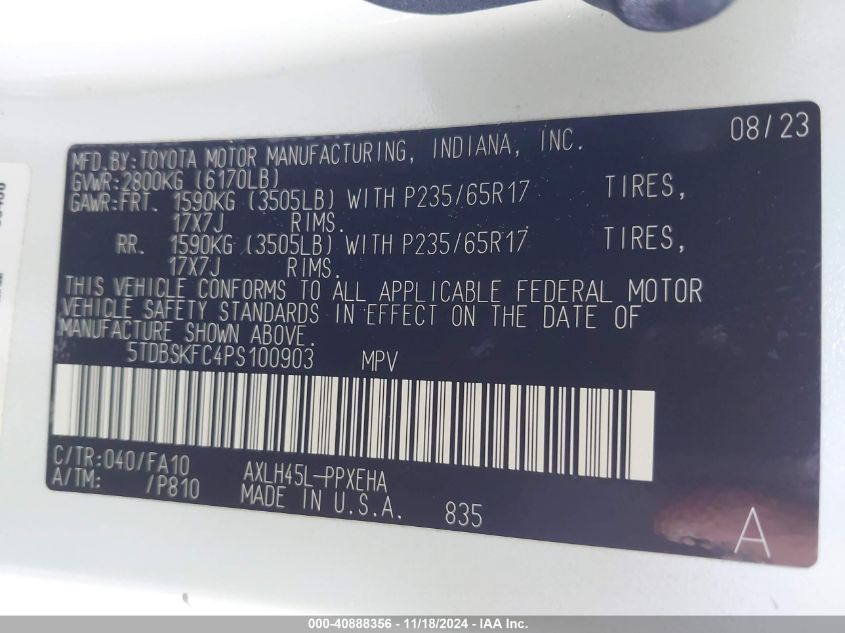 08/23
MFD.BY:TOYOTA MOTOR MANUFACTURING, INDIANA, INC.
GVWR:2800KG (6170LB)
GAWR:FRT. 1590KG (3505LB) WITH P235/65R17 TIRES,
17X7J RIMS.
RR. 1590KG (3505LB) WITH P235/65R17 TIRES,
17X7J RIMS.
THIS VEHICLE CONFORMS TO ALL APPLICABLE FEDERAL MOTOR
VEHICLE SAFETY STANDARDS IN EFFECT ON THE DATE OF
MANUFACTURE SHOWN ABOVE.
5TDBSKFC4PS100903 MPV
C/TR:040/FA10 AXLH45L-PPXEHA
A/TM: /P810 MADE IN U.S.A. 835
A
000-40888356 - 11/18/2024 - IAA Inc.